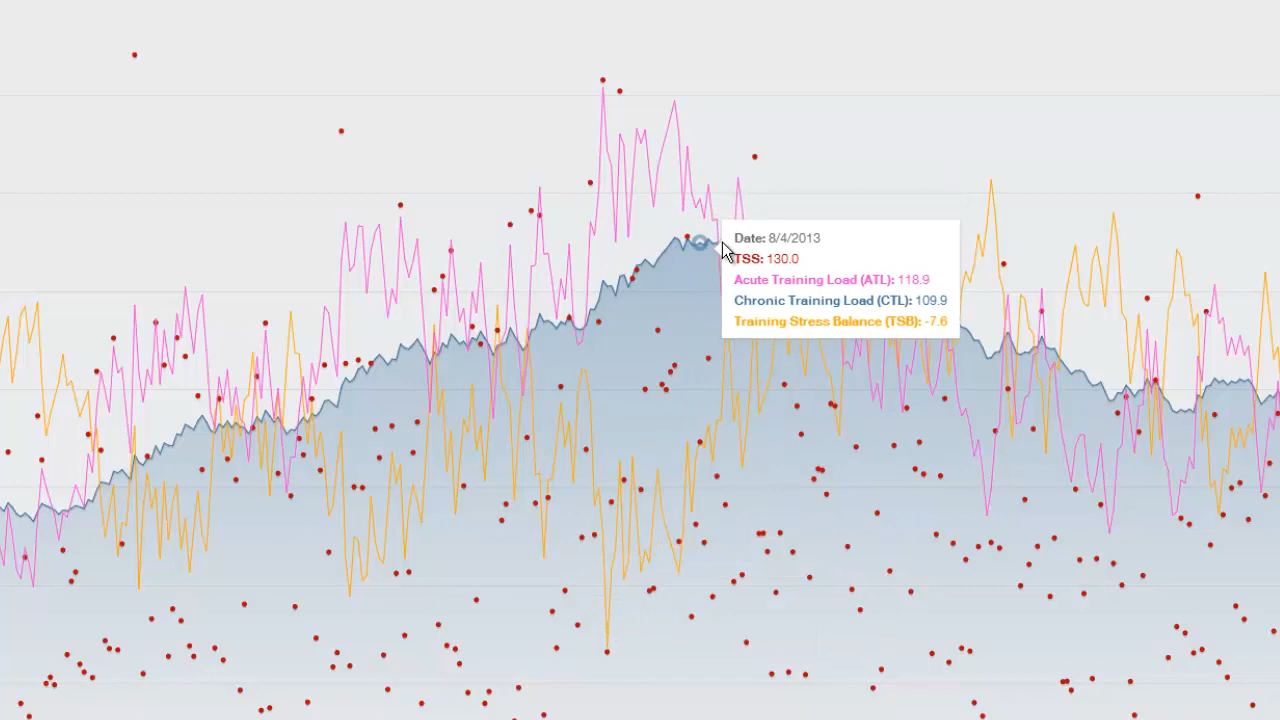 Date: 8/4/2013
TSS: 130.0
Acute Training Load (ATL): 118.9
Chronic Training Load (CTL): 109.9
Training Stress Balance (TSB): -7.6